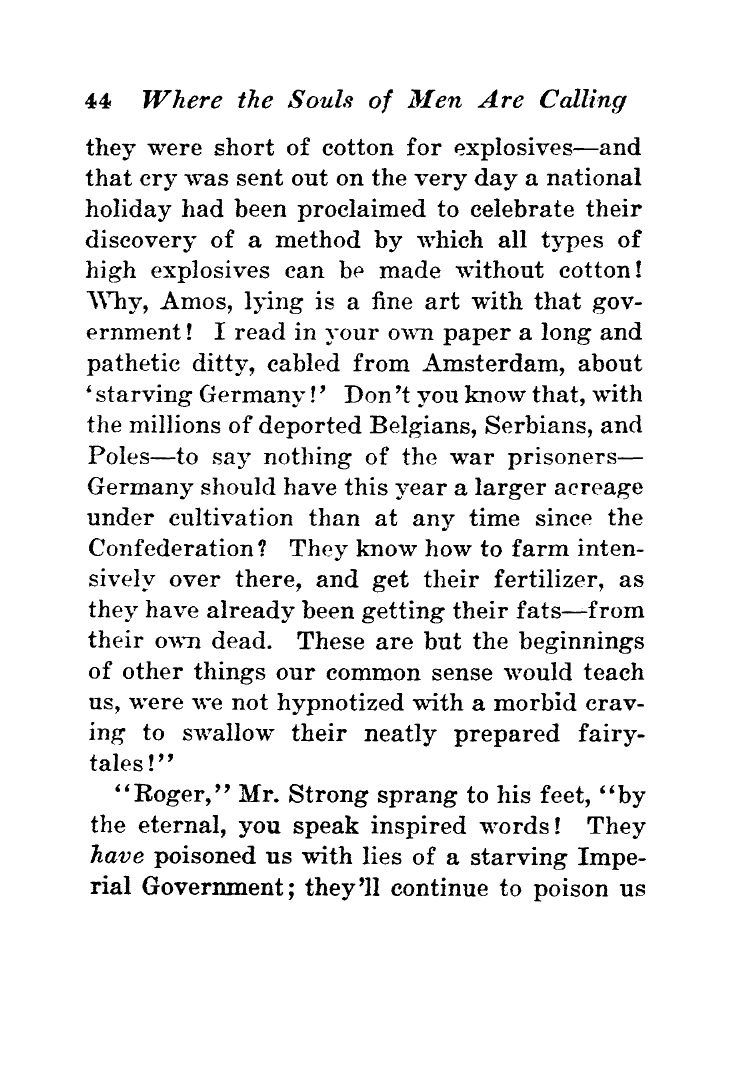 44 Where the Souls of Men Are Calling
they were short of cotton for explosives—and
that cry was sent out on the very day a national
holiday had been proclaimed to celebrate their
discovery of a method by which all types of
high explosives can be made without cotton!
Why, Amos, lying is a fine art with that gov-
ernment! I read in your own paper a long and
pathetic ditty, cabled from Amsterdam, about
'starving Germany!' Don't you know that, with
the millions of deported Belgians, Serbians, and
Poles—to say nothing of the war prisoners—
Germany should have this year a larger acreage
under cultivation than at any time since the
Confederation? They know how to farm inten-
sively over there, and get their fertilizer, as
they have already been getting their fats—from
their own dead. These are but the beginnings
of other things our common sense would teach
us, were we not hypnotized with a morbid crav-
ing to swallow their neatly prepared fairy-
tales!"
"Roger," Mr. Strong sprang to his feet, "by
the eternal, you speak inspired words! They
have poisoned us with lies of a starving Impe-
rial Government; they'll continue to poison us